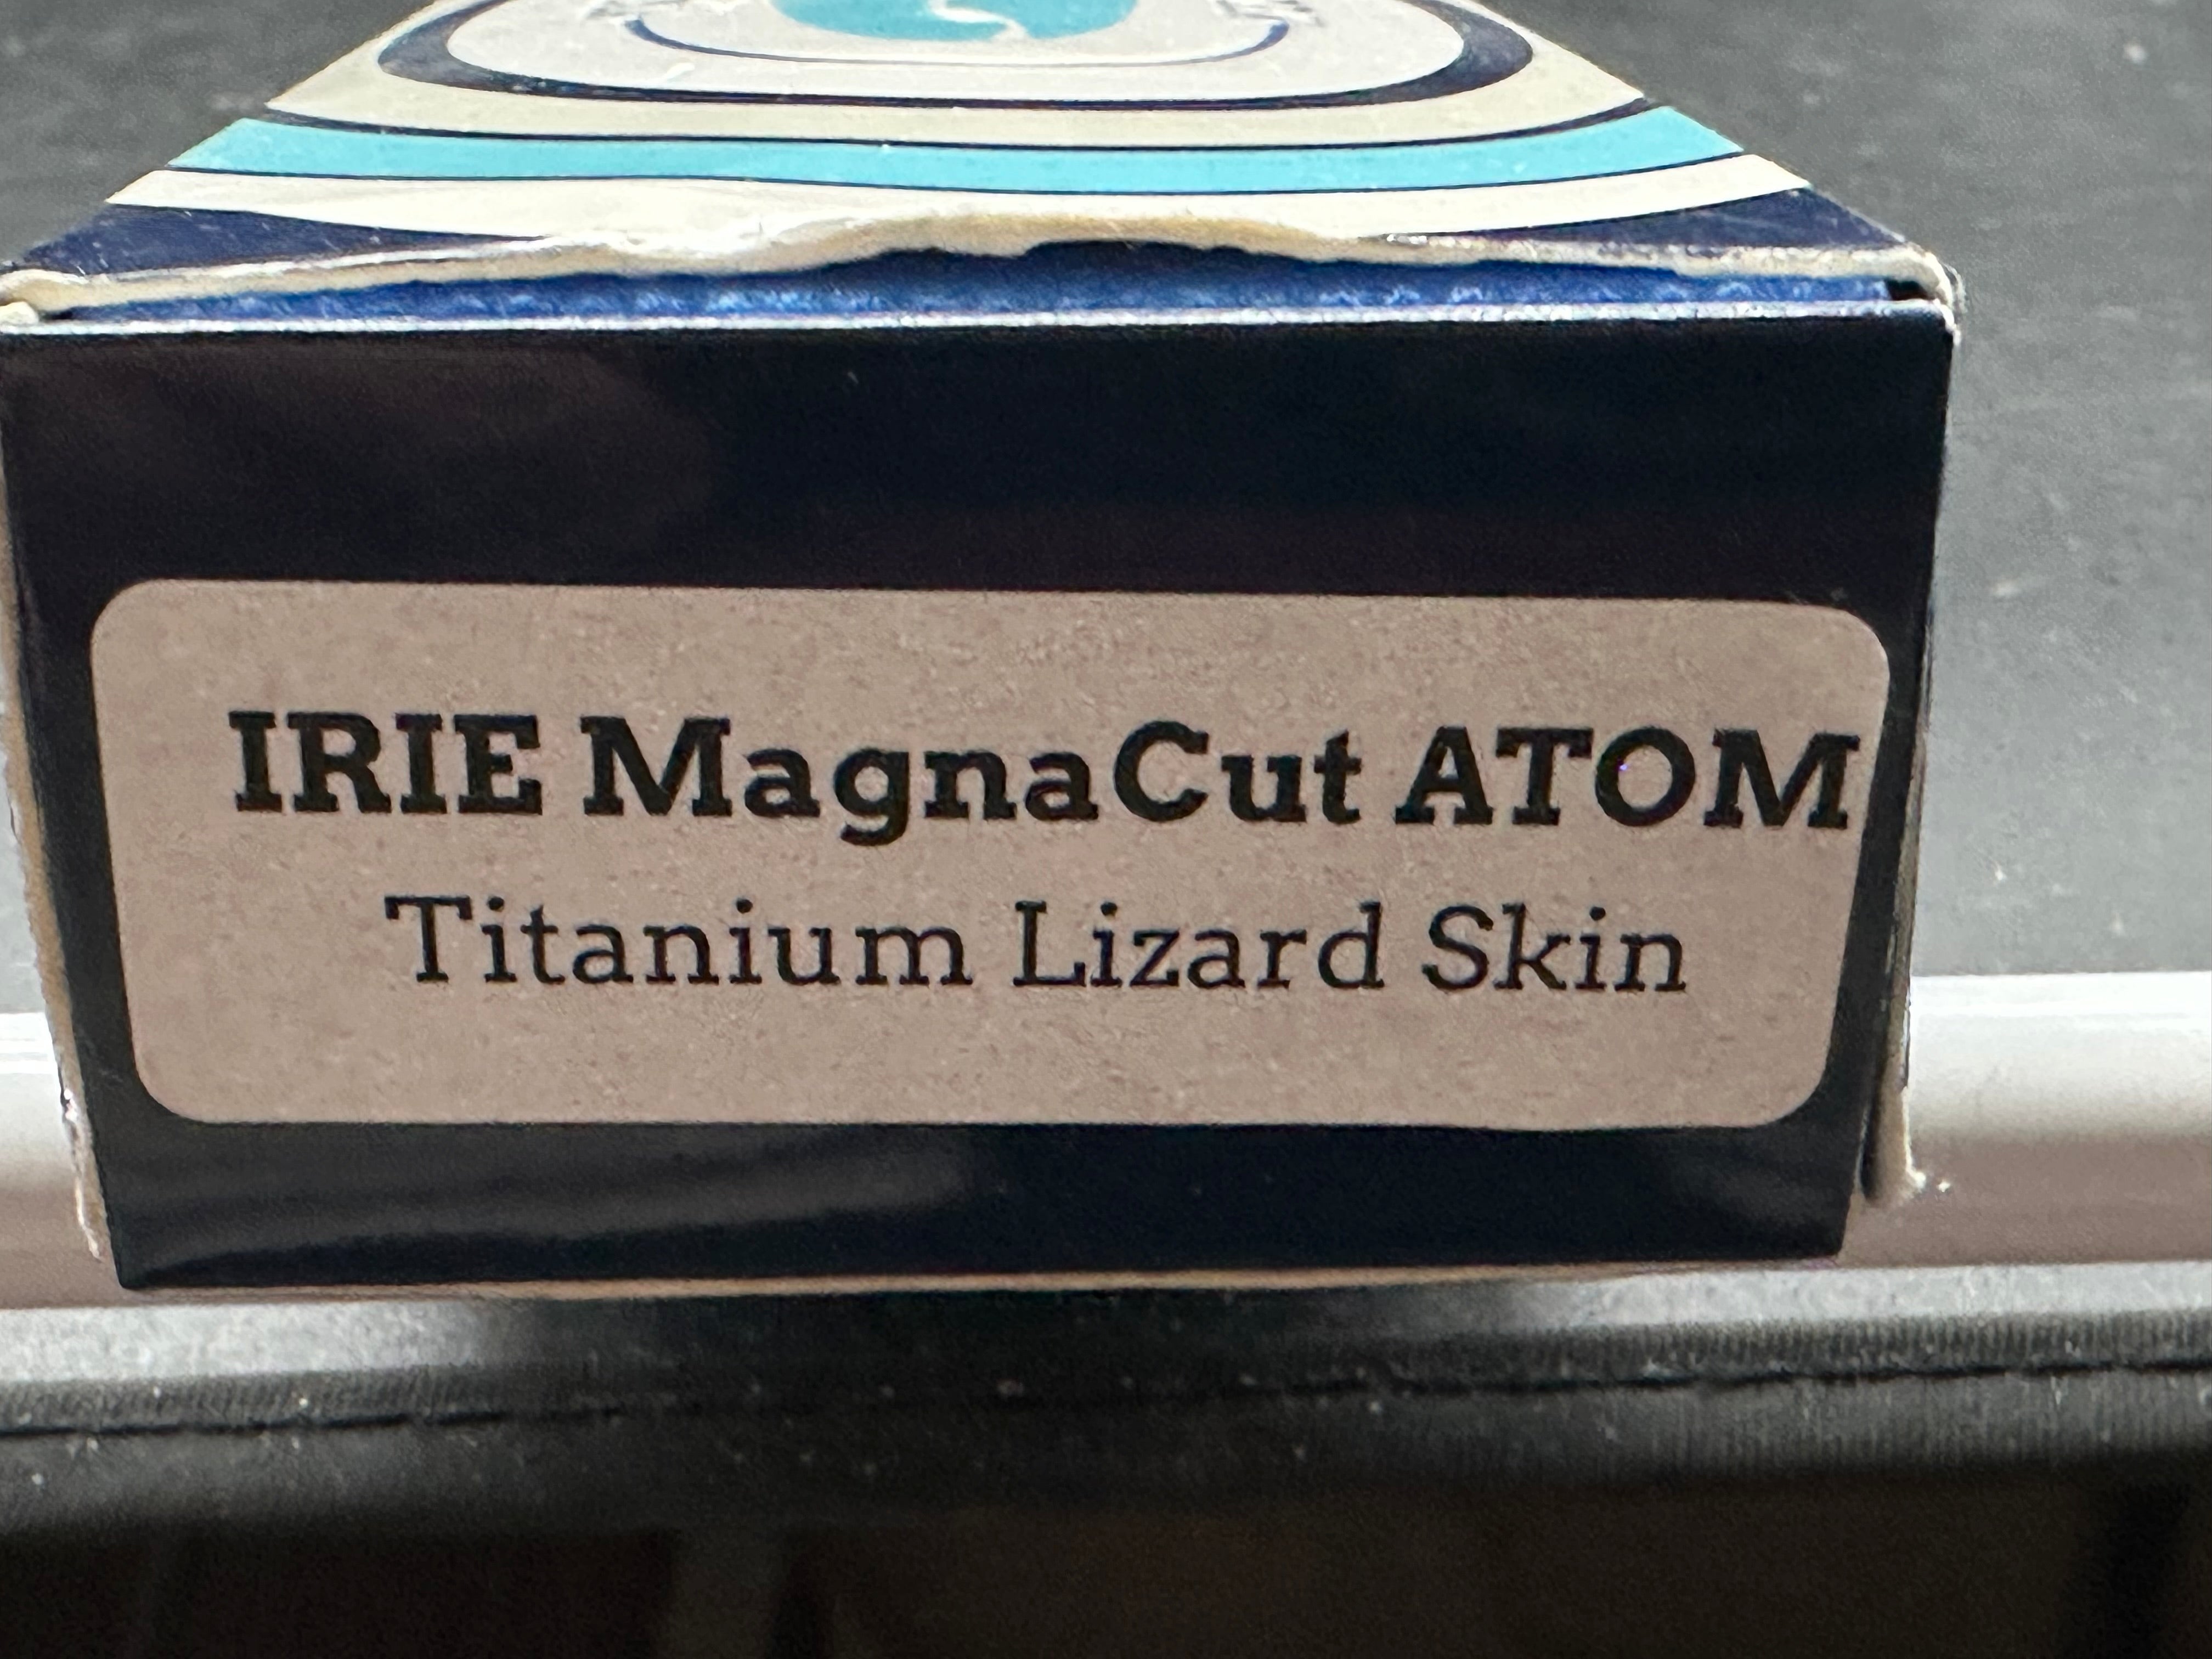 IRIE MagnaCut ATOM
Titanium Lizard Skin